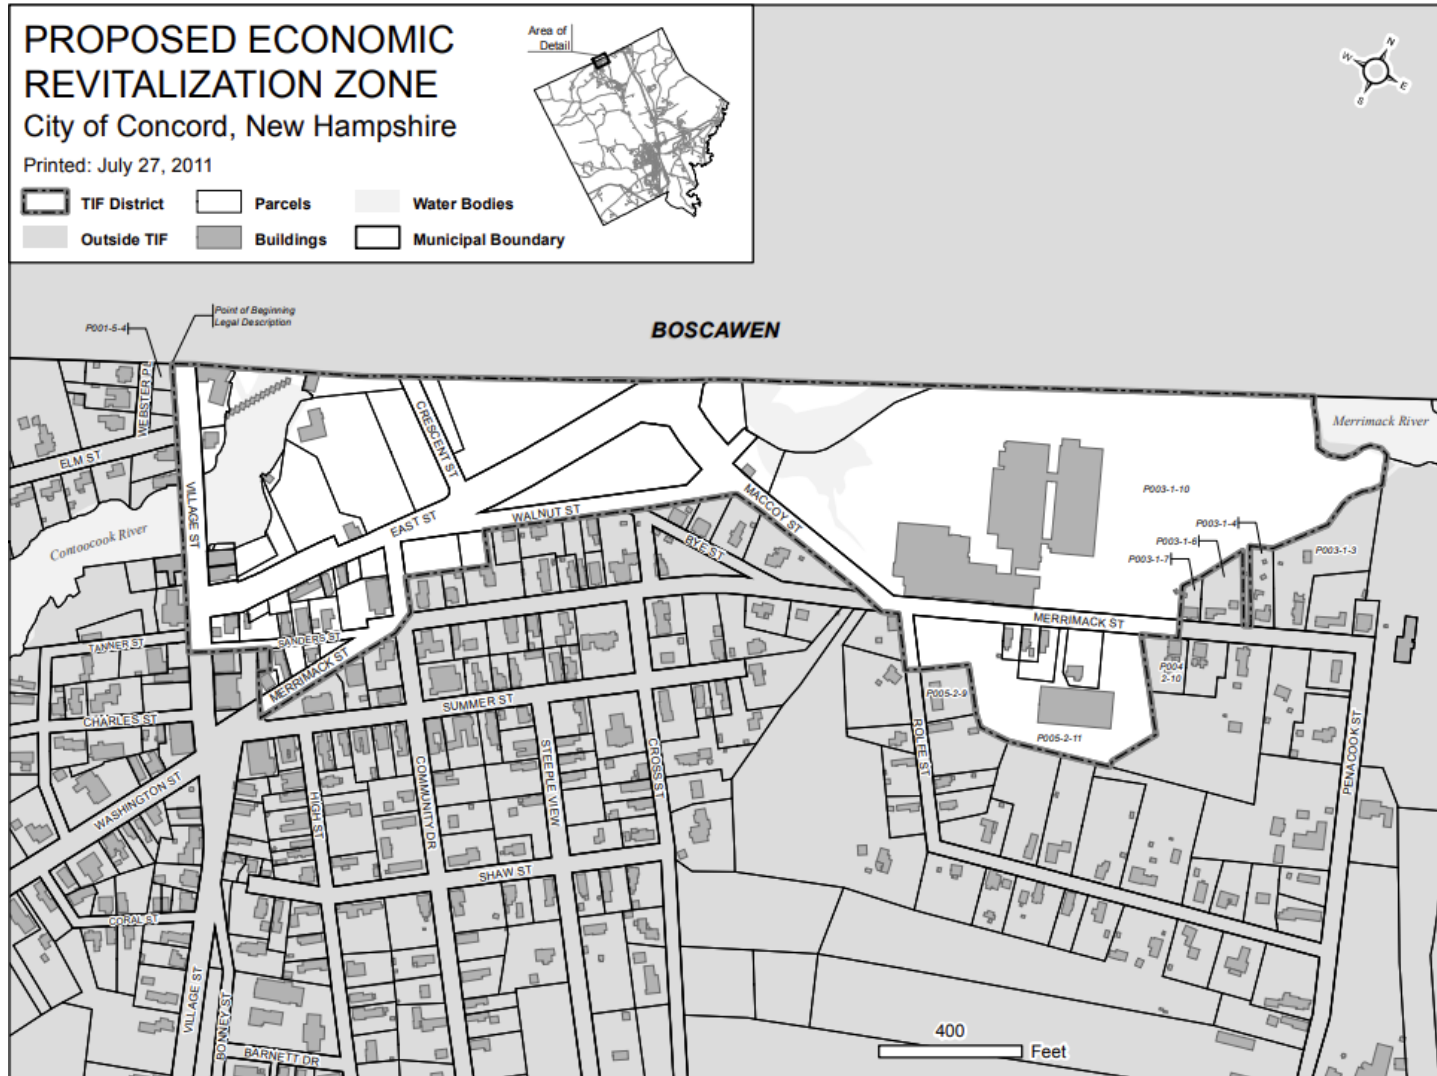 PROPOSED ECONOMIC
REVITALIZATION ZONE
City of Concord, New Hampshire
Printed: July 27, 2011
TIF District
Parcels
Water Bodies
Outside TIF
Buildings
Municipal Boundary
Area of
Detail
N
W
E
S
Point of Beginning
Legal Description
P001-5-4
BOSCAWEN
WEBSTER PL
ELM ST
VILLAGE ST
Contoocook River
CRESCENT ST
EAST ST
WALNUT ST
MACCOY ST
BYE ST
Merrimack River
P003-1-10
P003-1-4
P003-1-6
P003-1-7
P003-1-3
MERRIMACK ST
TANNER ST
SANDERS ST
MERRIMACK ST
P004
2-10
P005-2-9
P005-2-11
CHARLES ST
SUMMER ST
ROLFE ST
PENACOOK ST
WASHINGTON ST
HIGH ST
COMMUNITY DR
STEEPLE VIEW
CROSS ST
SHAW ST
CORAL ST
VILLAGE ST
BONNEY ST
BARNETT DR
400
Feet